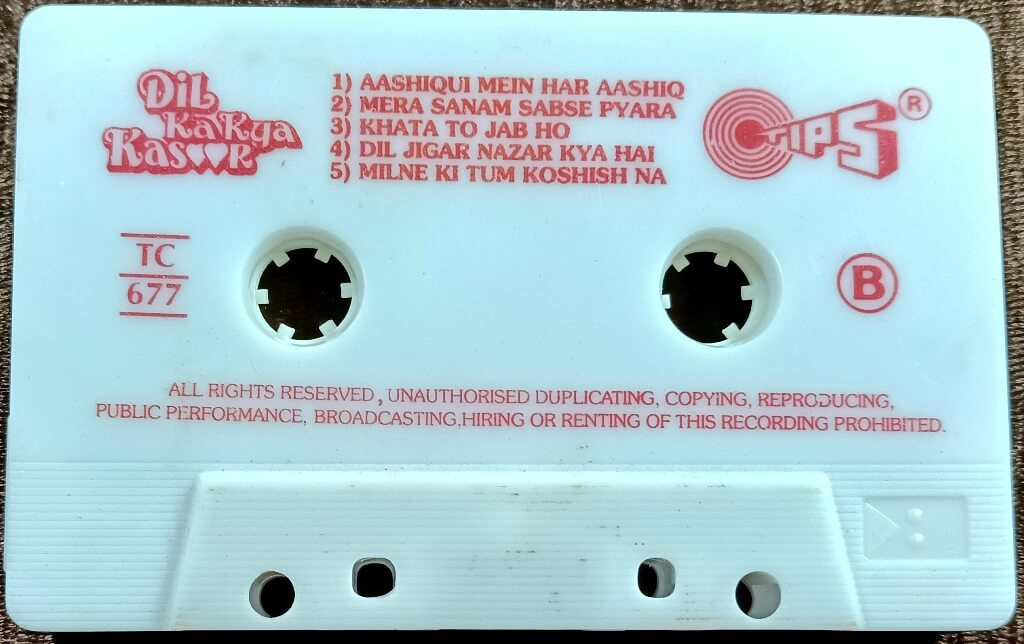 DiL
Ka Kya
Kasoor
1) AASHIQUI MEIN HAR AASHIQ
2) MERA SANAM SABSE PYARA
3) KHATA TO JAB HO
4) DIL JIGAR NAZAR KYA HAI
5) MILNE KI TUM KOSHISH NA
TIPS ®
TC
677
B
ALL RIGHTS RESERVED, UNAUTHORISED DUPLICATING, COPYING, REPRODUCING,
PUBLIC PERFORMANCE, BROADCASTING,HIRING OR RENTING OF THIS RECORDING PROHIBITED.